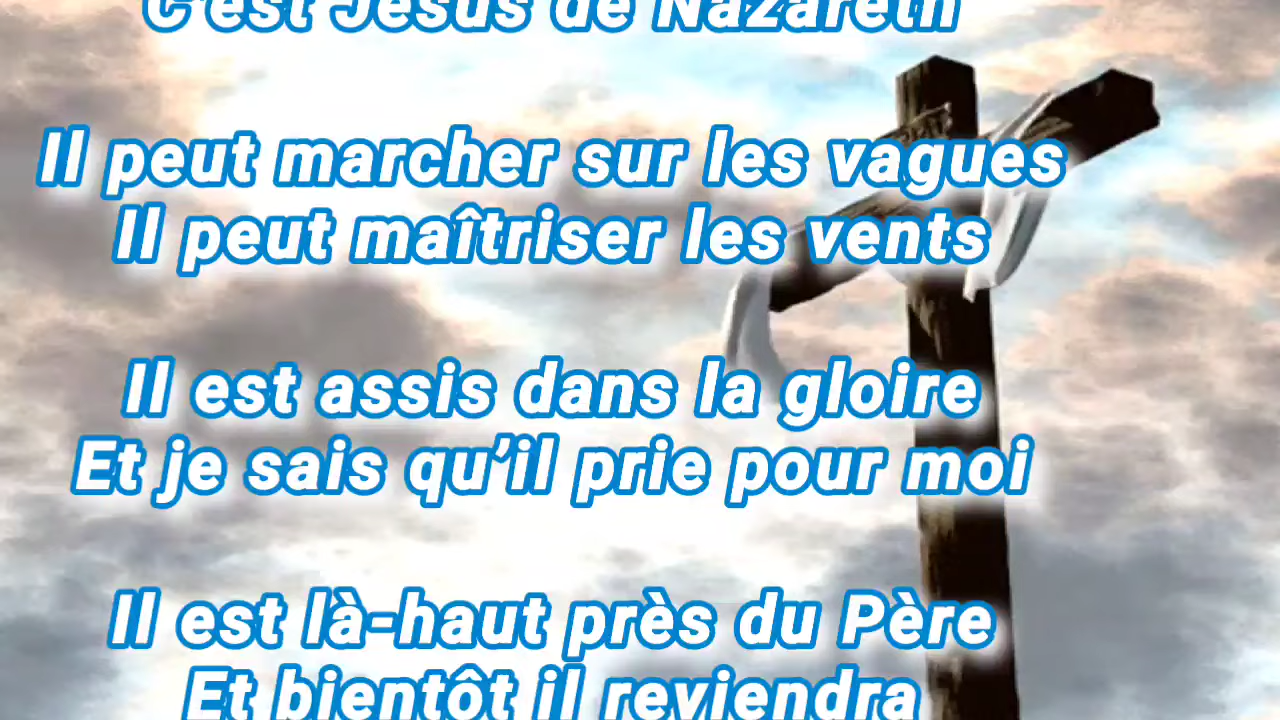 C'est Jésus de Nazareth
Il peut marcher sur les vagues
Il peut maîtriser les vents
Il est assis dans la gloire
Et je sais qu’il prie pour moi
Il est là-haut près du Père
Et bientôt il reviendra